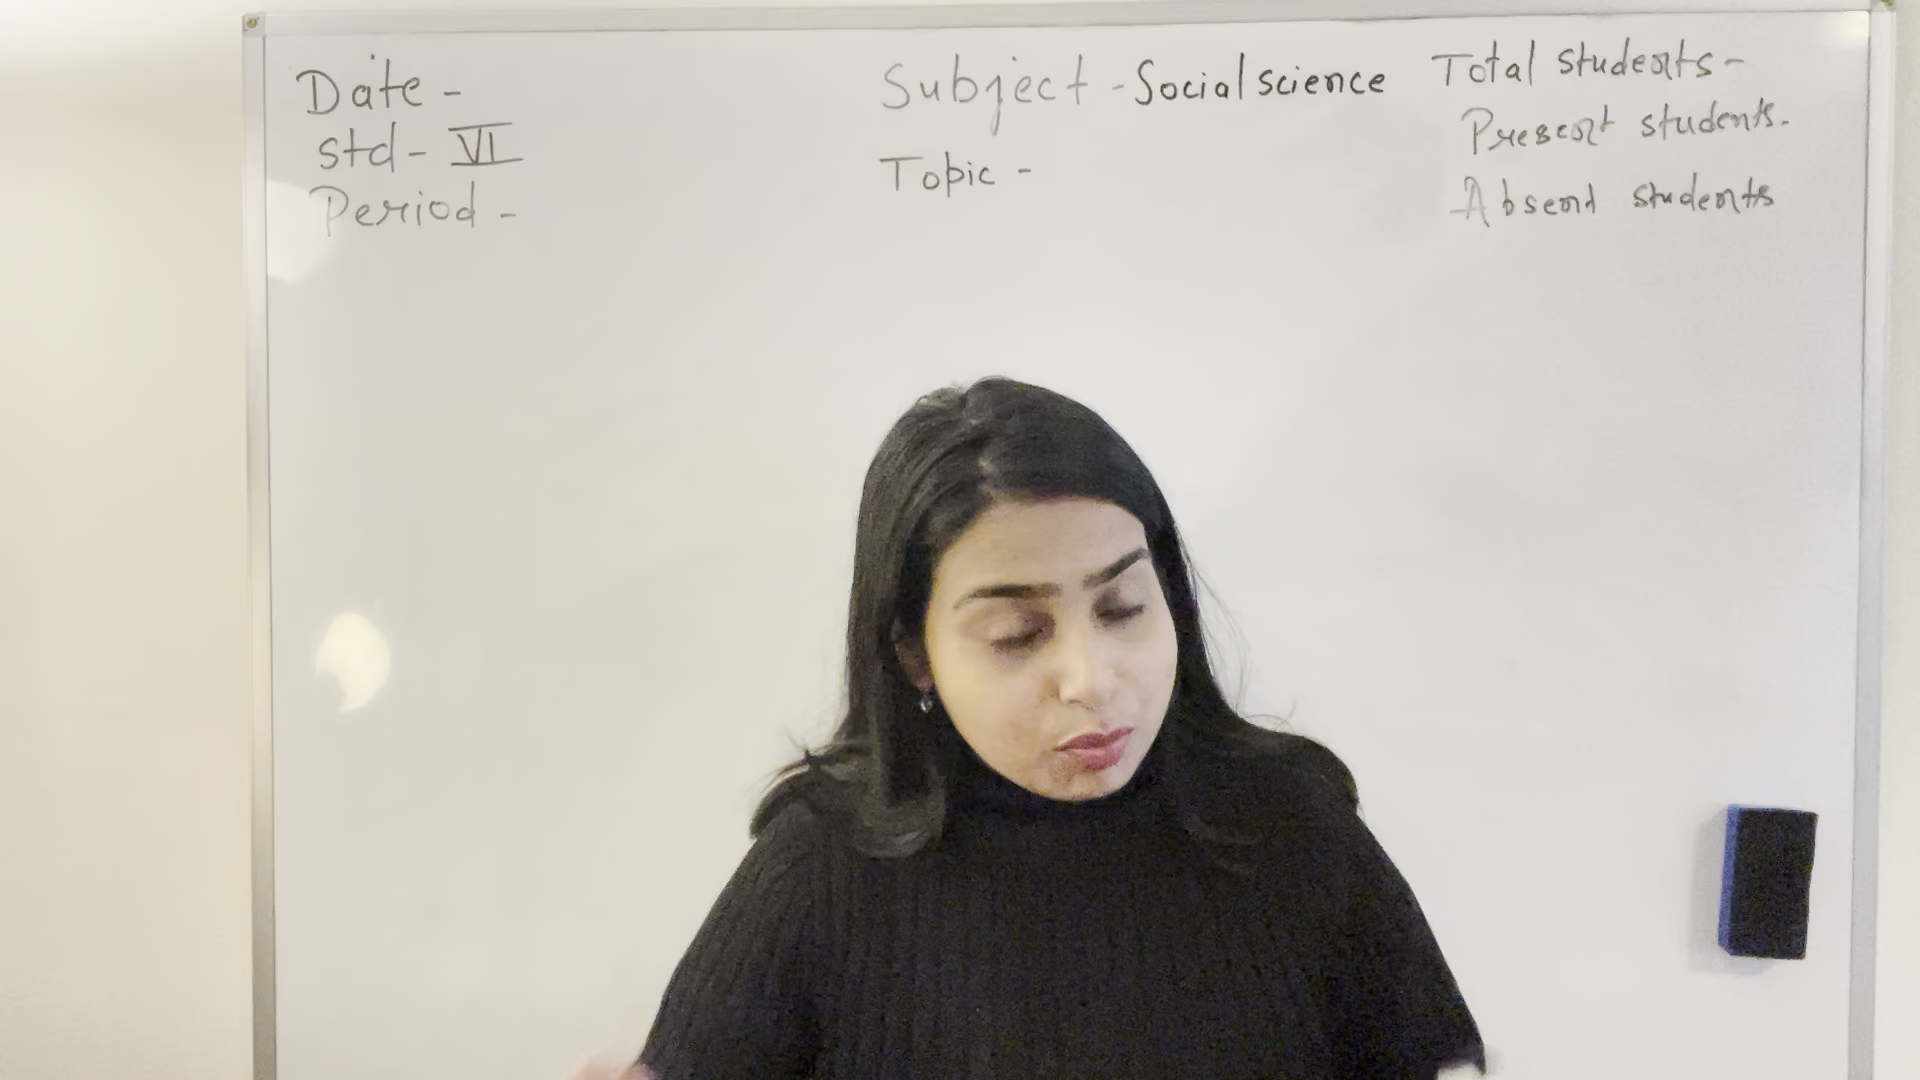 Date -
std - VI
Period -
Subject - Social science
Topic -
Total students -
Present students.
Absent students